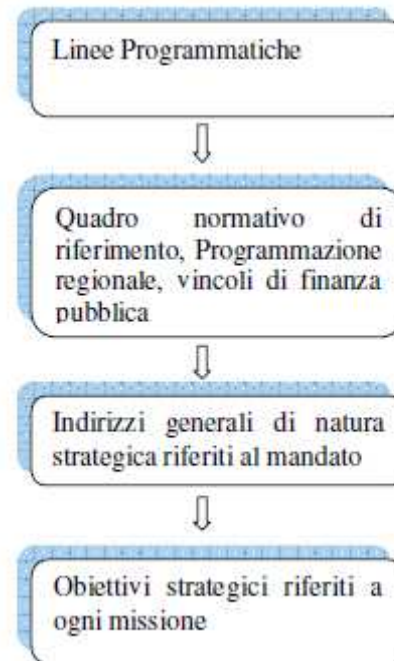 Linee Programmatiche
Quadro normativo di
riferimento, Programmazione
regionale, vincoli di finanza
pubblica
Indirizzi generali di natura
strategica riferiti al mandato
Obiettivi strategici riferiti a
ogni missione